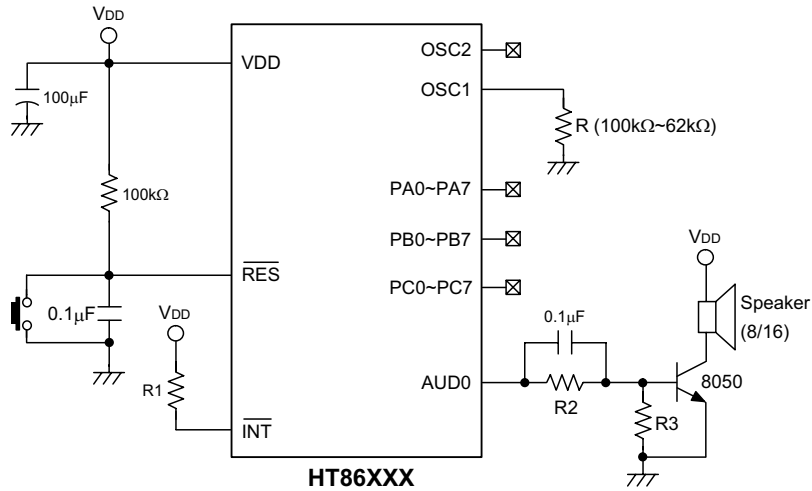 VDD
VDD
OSC2
OSC1
100μF
R (100kΩ~62kΩ)
100kΩ
PA0~PA7
PB0~PB7
VDD
RES
PC0~PC7
0.1μF
VDD
0.1μF
Speaker
(8/16)
AUD0
8050
R1
R2
R3
INT
HT86XXX